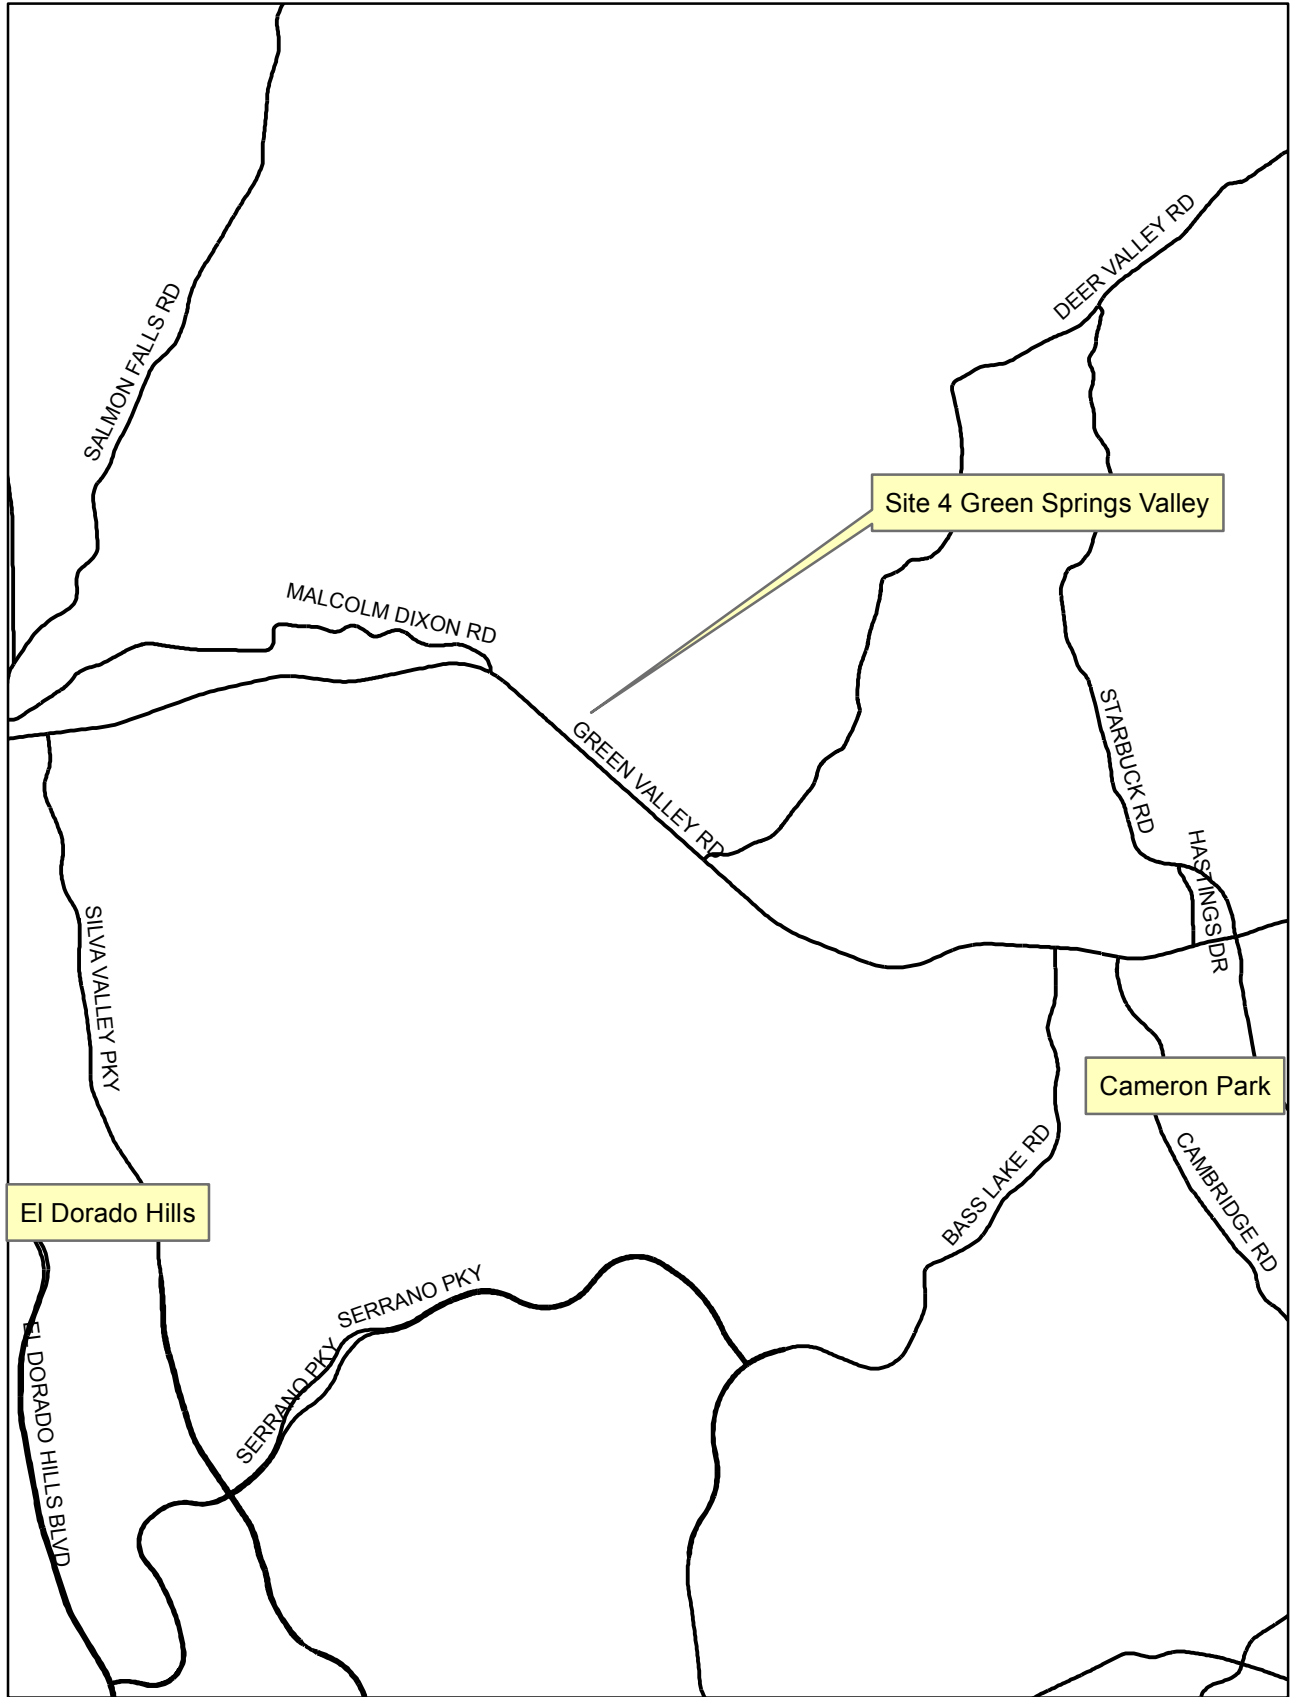 DEER VALLEY RD
SALMON FALLS RD
Site 4 Green Springs Valley
MALCOLM DIXON RD
GREEN VALLEY RD
STARBUCK RD
HASTINGS DR
SILVA VALLEY PKY
Cameron Park
BASS LAKE RD
CAMBRIDGE RD
El Dorado Hills
SERRANO PKY
SERRANO PKY
EL DORADO HILLS BLVD